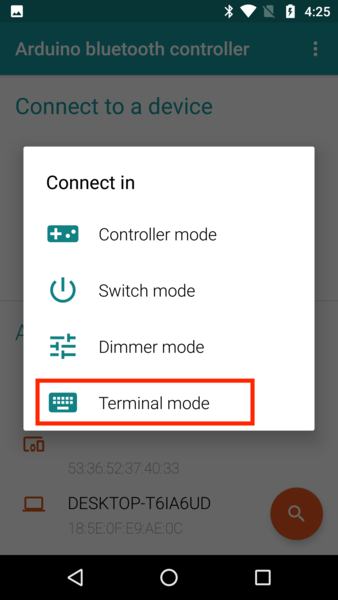 4:25
Arduino bluetooth controller
Connect to a device
Connect in
Controller mode
Switch mode
Dimmer mode
Terminal mode
53:36:52:37:40:33
DESKTOP-T6IA6UD
18:5E:0F:E9:AE:0C